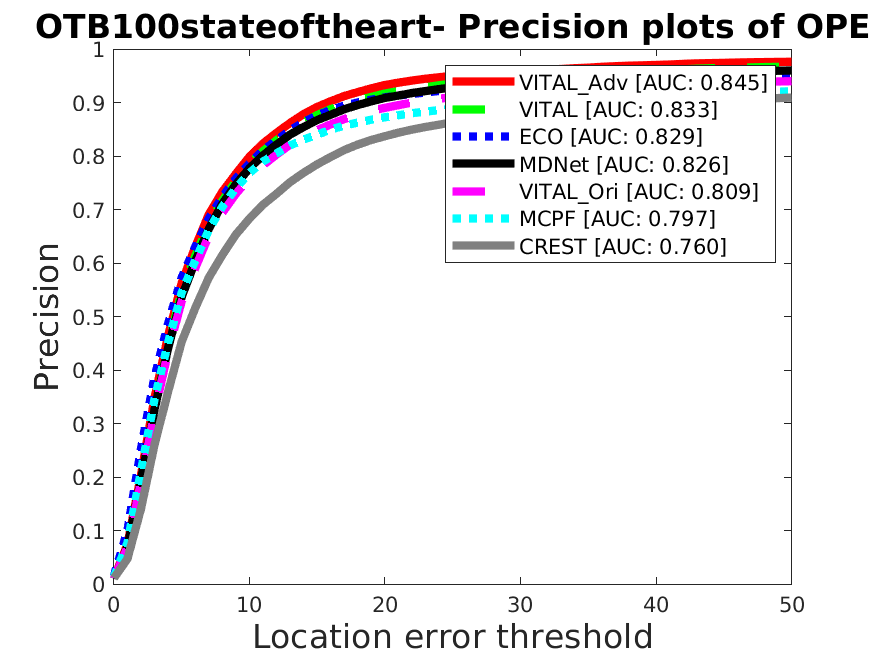 OTB100stateoftheart- Precision plots of OPE
1
0.9
0.8
0.7
0.6
0.5
0.4
0.3
0.2
0.1
0
Precision
VITAL_Adv [AUC: 0.845]
VITAL [AUC: 0.833]
ECO [AUC: 0.829]
MDNet [AUC: 0.826]
VITAL_Ori [AUC: 0.809]
MCPF [AUC: 0.797]
CREST [AUC: 0.760]
0 10 20 30 40 50
Location error threshold